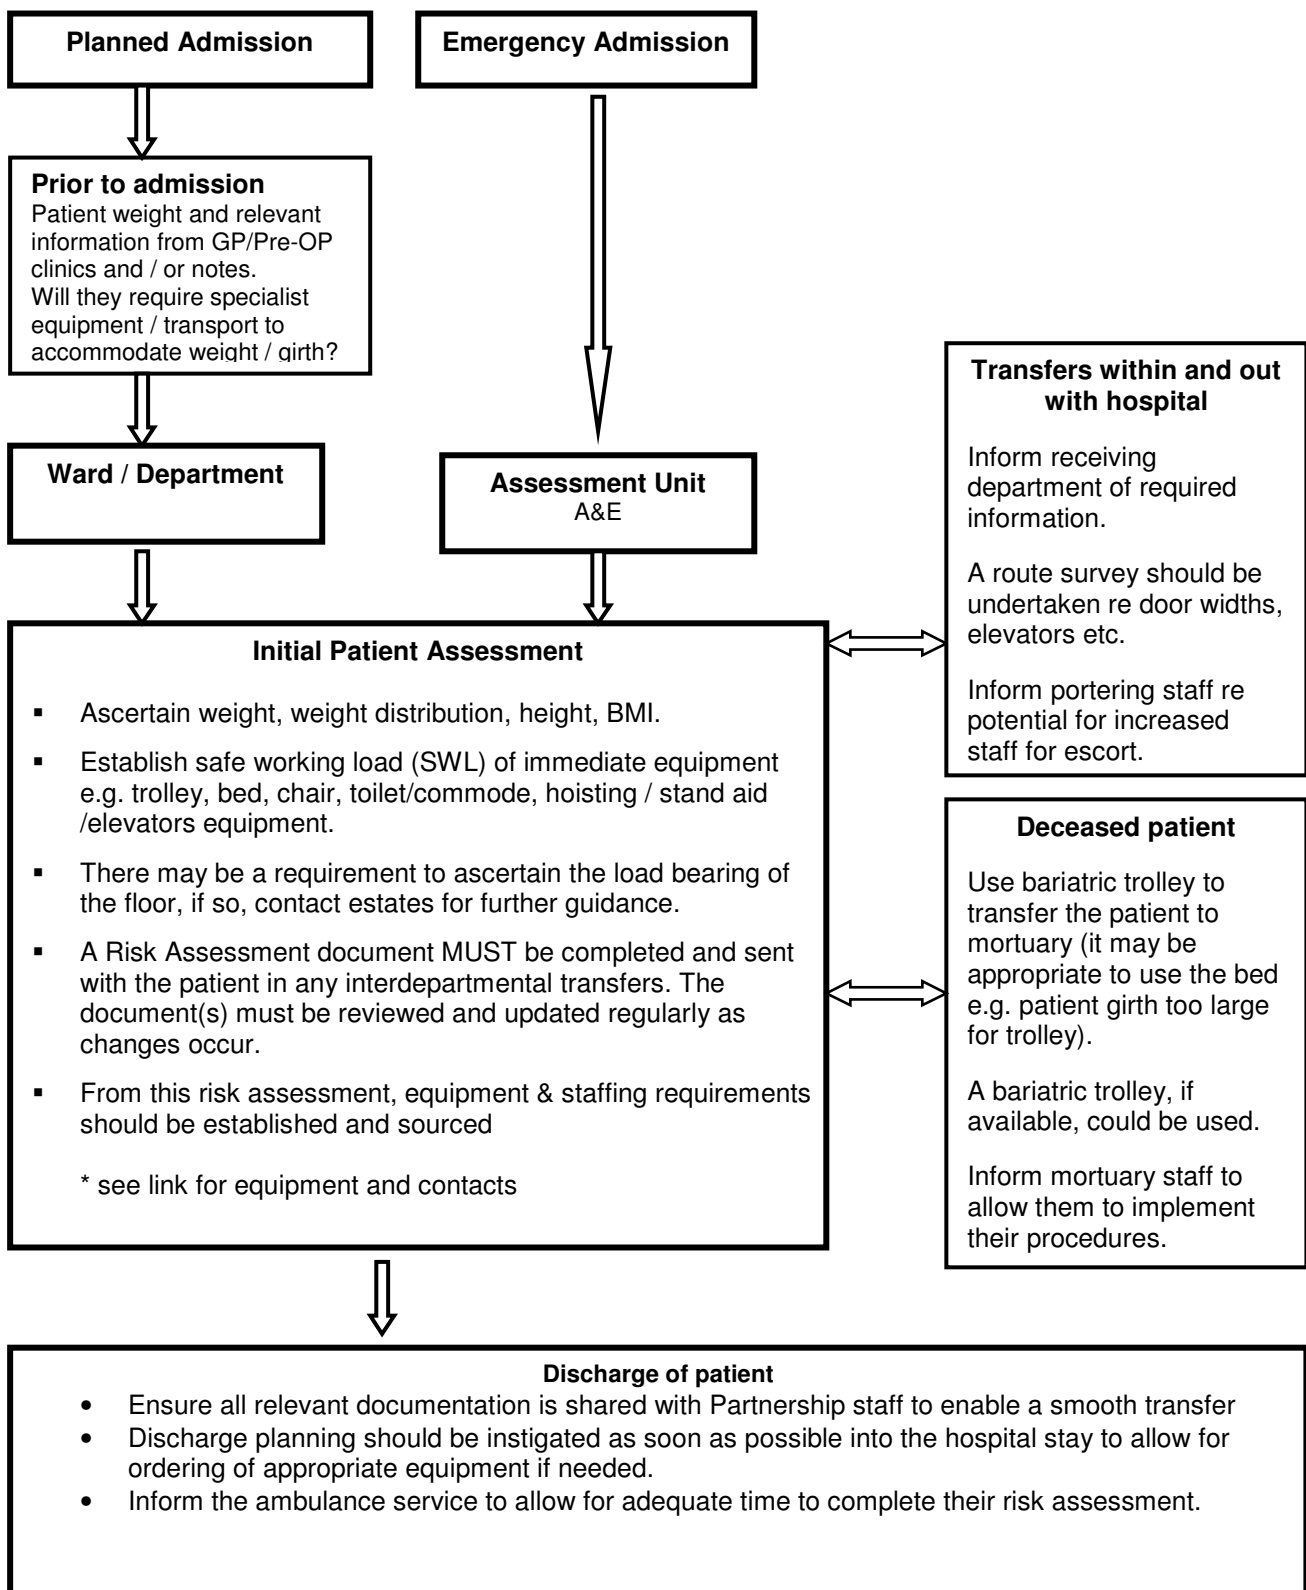 Planned Admission
Emergency Admission
Prior to admission
Patient weight and relevant
information from GP/Pre-OP
clinics and / or notes.
Will they require specialist
equipment / transport to
accommodate weight / girth?
Ward / Department
Assessment Unit
A&E
Transfers within and out
with hospital
Inform receiving
department of required
information.
A route survey should be
undertaken re door widths,
elevators etc.
Inform portering staff re
potential for increased
staff for escort.
Initial Patient Assessment
▪ Ascertain weight, weight distribution, height, BMI.
▪ Establish safe working load (SWL) of immediate equipment
e.g. trolley, bed, chair, toilet/commode, hoisting / stand aid
/elevators equipment.
▪ There may be a requirement to ascertain the load bearing of
the floor, if so, contact estates for further guidance.
▪ A Risk Assessment document MUST be completed and sent
with the patient in any interdepartmental transfers. The
document(s) must be reviewed and updated regularly as
changes occur.
▪ From this risk assessment, equipment & staffing requirements
should be established and sourced
* see link for equipment and contacts
Deceased patient
Use bariatric trolley to
transfer the patient to
mortuary (it may be
appropriate to use the bed
e.g. patient girth too large
for trolley).
A bariatric trolley, if
available, could be used.
Inform mortuary staff to
allow them to implement
their procedures.
Discharge of patient
• Ensure all relevant documentation is shared with Partnership staff to enable a smooth transfer
• Discharge planning should be instigated as soon as possible into the hospital stay to allow for
ordering of appropriate equipment if needed.
• Inform the ambulance service to allow for adequate time to complete their risk assessment.